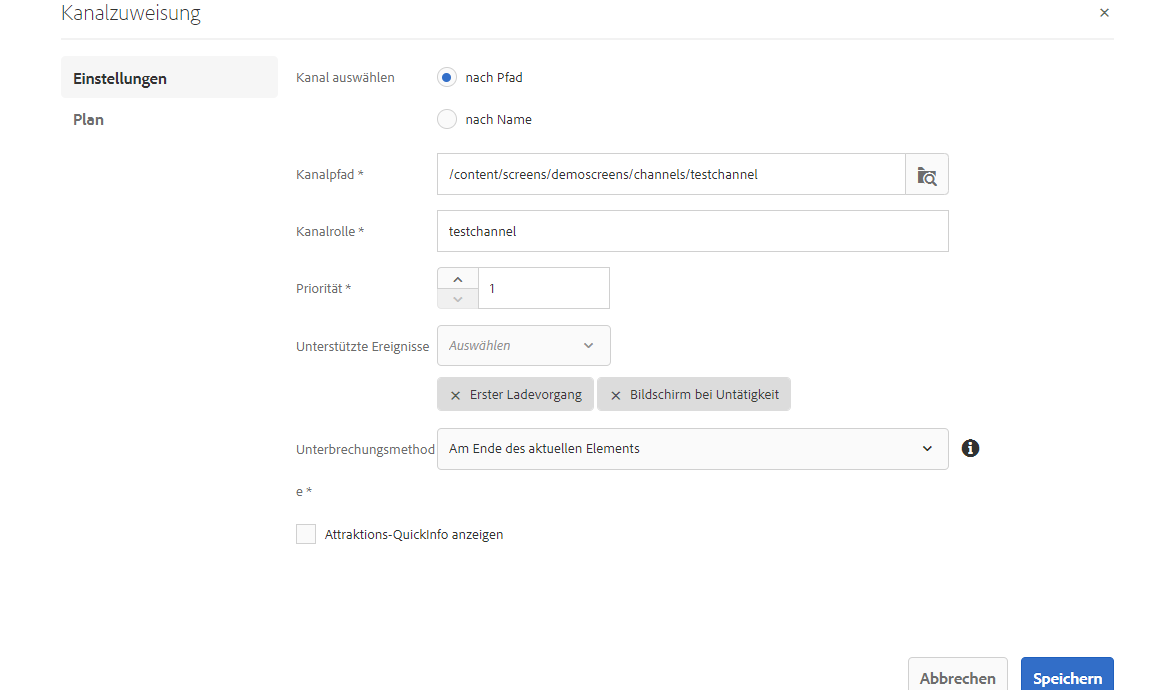 Kanalzuweisung
Einstellungen
Plan
Kanal auswählen
nach Pfad
nach Name
Kanalpfad *
/content/screens/demoscreens/channels/testchannel
Kanalrolle *
testchannel
Priorität *
1
Unterstützte Ereignisse
Auswählen
Erster Ladevorgang
Bildschirm bei Untätigkeit
Unterbrechungsmethod
e *
Am Ende des aktuellen Elements
Attraktions-QuickInfo anzeigen
Abbrechen
Speichern